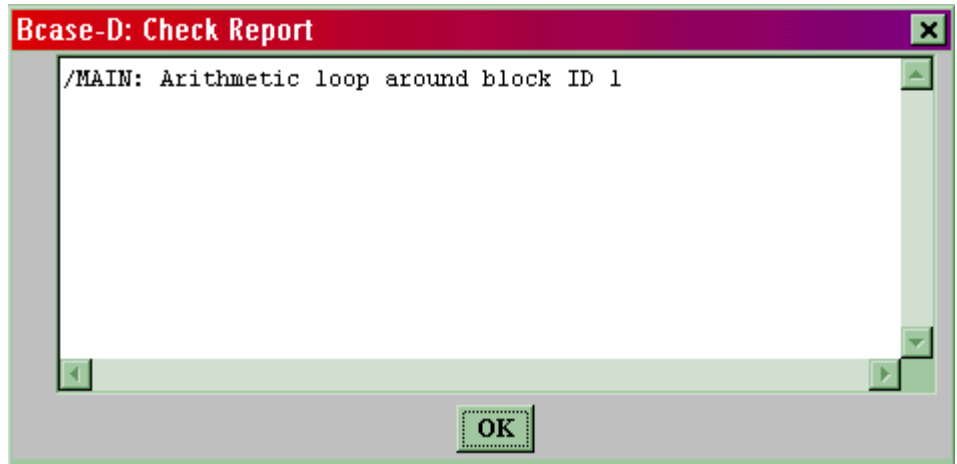 Bcase-D: Check Report
/MAIN: Arithmetic loop around block ID 1
OK